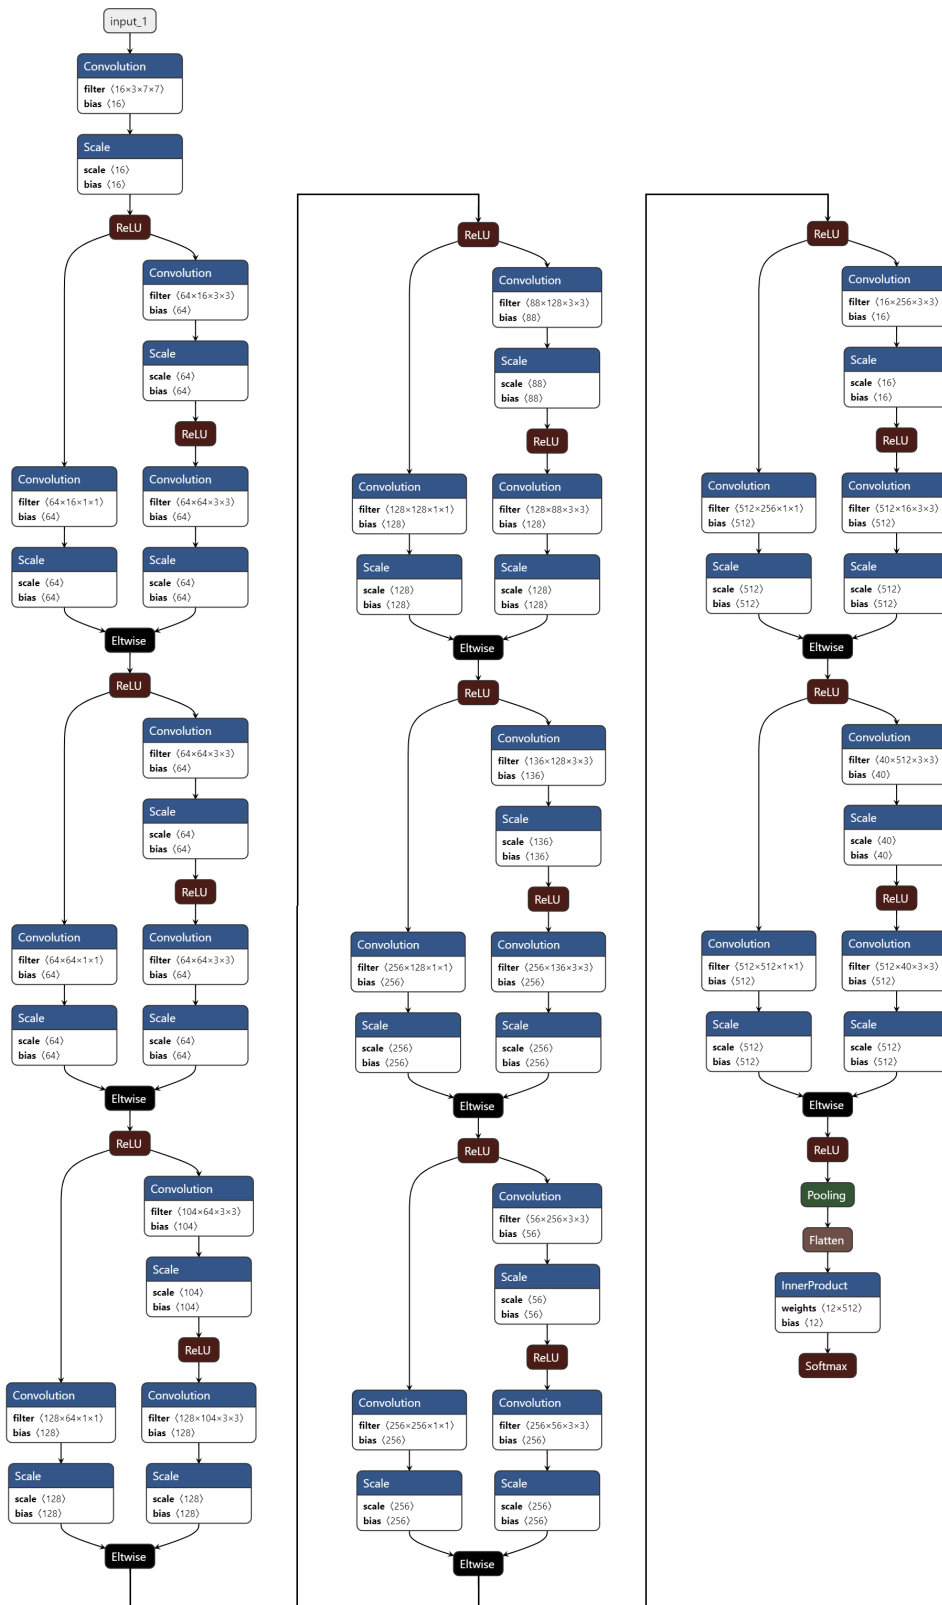 input_1
Convolution
filter ⟨16×3×7×7⟩
bias ⟨16⟩
Scale
scale ⟨16⟩
bias ⟨16⟩
ReLU
Convolution
filter ⟨64×16×3×3⟩
bias ⟨64⟩
Scale
scale ⟨64⟩
bias ⟨64⟩
ReLU
Convolution
filter ⟨64×16×1×1⟩
bias ⟨64⟩
Convolution
filter ⟨64×64×3×3⟩
bias ⟨64⟩
Scale
scale ⟨64⟩
bias ⟨64⟩
Scale
scale ⟨64⟩
bias ⟨64⟩
Eltwise
ReLU
Convolution
filter ⟨64×64×3×3⟩
bias ⟨64⟩
Scale
scale ⟨64⟩
bias ⟨64⟩
ReLU
Convolution
filter ⟨64×64×1×1⟩
bias ⟨64⟩
Convolution
filter ⟨64×64×3×3⟩
bias ⟨64⟩
Scale
scale ⟨64⟩
bias ⟨64⟩
Scale
scale ⟨64⟩
bias ⟨64⟩
Eltwise
ReLU
Convolution
filter ⟨104×64×3×3⟩
bias ⟨104⟩
Scale
scale ⟨104⟩
bias ⟨104⟩
ReLU
Convolution
filter ⟨128×64×1×1⟩
bias ⟨128⟩
Convolution
filter ⟨128×104×3×3⟩
bias ⟨128⟩
Scale
scale ⟨128⟩
bias ⟨128⟩
Scale
scale ⟨128⟩
bias ⟨128⟩
Eltwise
ReLU
Convolution
filter ⟨88×128×3×3⟩
bias ⟨88⟩
Scale
scale ⟨88⟩
bias ⟨88⟩
ReLU
Convolution
filter ⟨128×128×1×1⟩
bias ⟨128⟩
Convolution
filter ⟨128×88×3×3⟩
bias ⟨128⟩
Scale
scale ⟨128⟩
bias ⟨128⟩
Scale
scale ⟨128⟩
bias ⟨128⟩
Eltwise
ReLU
Convolution
filter ⟨136×128×3×3⟩
bias ⟨136⟩
Scale
scale ⟨136⟩
bias ⟨136⟩
ReLU
Convolution
filter ⟨256×128×1×1⟩
bias ⟨256⟩
Convolution
filter ⟨256×136×3×3⟩
bias ⟨256⟩
Scale
scale ⟨256⟩
bias ⟨256⟩
Scale
scale ⟨256⟩
bias ⟨256⟩
Eltwise
ReLU
Convolution
filter ⟨56×256×3×3⟩
bias ⟨56⟩
Scale
scale ⟨56⟩
bias ⟨56⟩
ReLU
Convolution
filter ⟨256×256×1×1⟩
bias ⟨256⟩
Convolution
filter ⟨256×56×3×3⟩
bias ⟨256⟩
Scale
scale ⟨256⟩
bias ⟨256⟩
Scale
scale ⟨256⟩
bias ⟨256⟩
Eltwise
ReLU
Convolution
filter ⟨16×256×3×3⟩
bias ⟨16⟩
Scale
scale ⟨16⟩
bias ⟨16⟩
ReLU
Convolution
filter ⟨512×256×1×1⟩
bias ⟨512⟩
Convolution
filter ⟨512×16×3×3⟩
bias ⟨512⟩
Scale
scale ⟨512⟩
bias ⟨512⟩
Scale
scale ⟨512⟩
bias ⟨512⟩
Eltwise
ReLU
Convolution
filter ⟨40×512×3×3⟩
bias ⟨40⟩
Scale
scale ⟨40⟩
bias ⟨40⟩
ReLU
Convolution
filter ⟨512×512×1×1⟩
bias ⟨512⟩
Convolution
filter ⟨512×40×3×3⟩
bias ⟨512⟩
Scale
scale ⟨512⟩
bias ⟨512⟩
Scale
scale ⟨512⟩
bias ⟨512⟩
Eltwise
ReLU
Pooling
Flatten
InnerProduct
weights ⟨12×512⟩
bias ⟨12⟩
Softmax